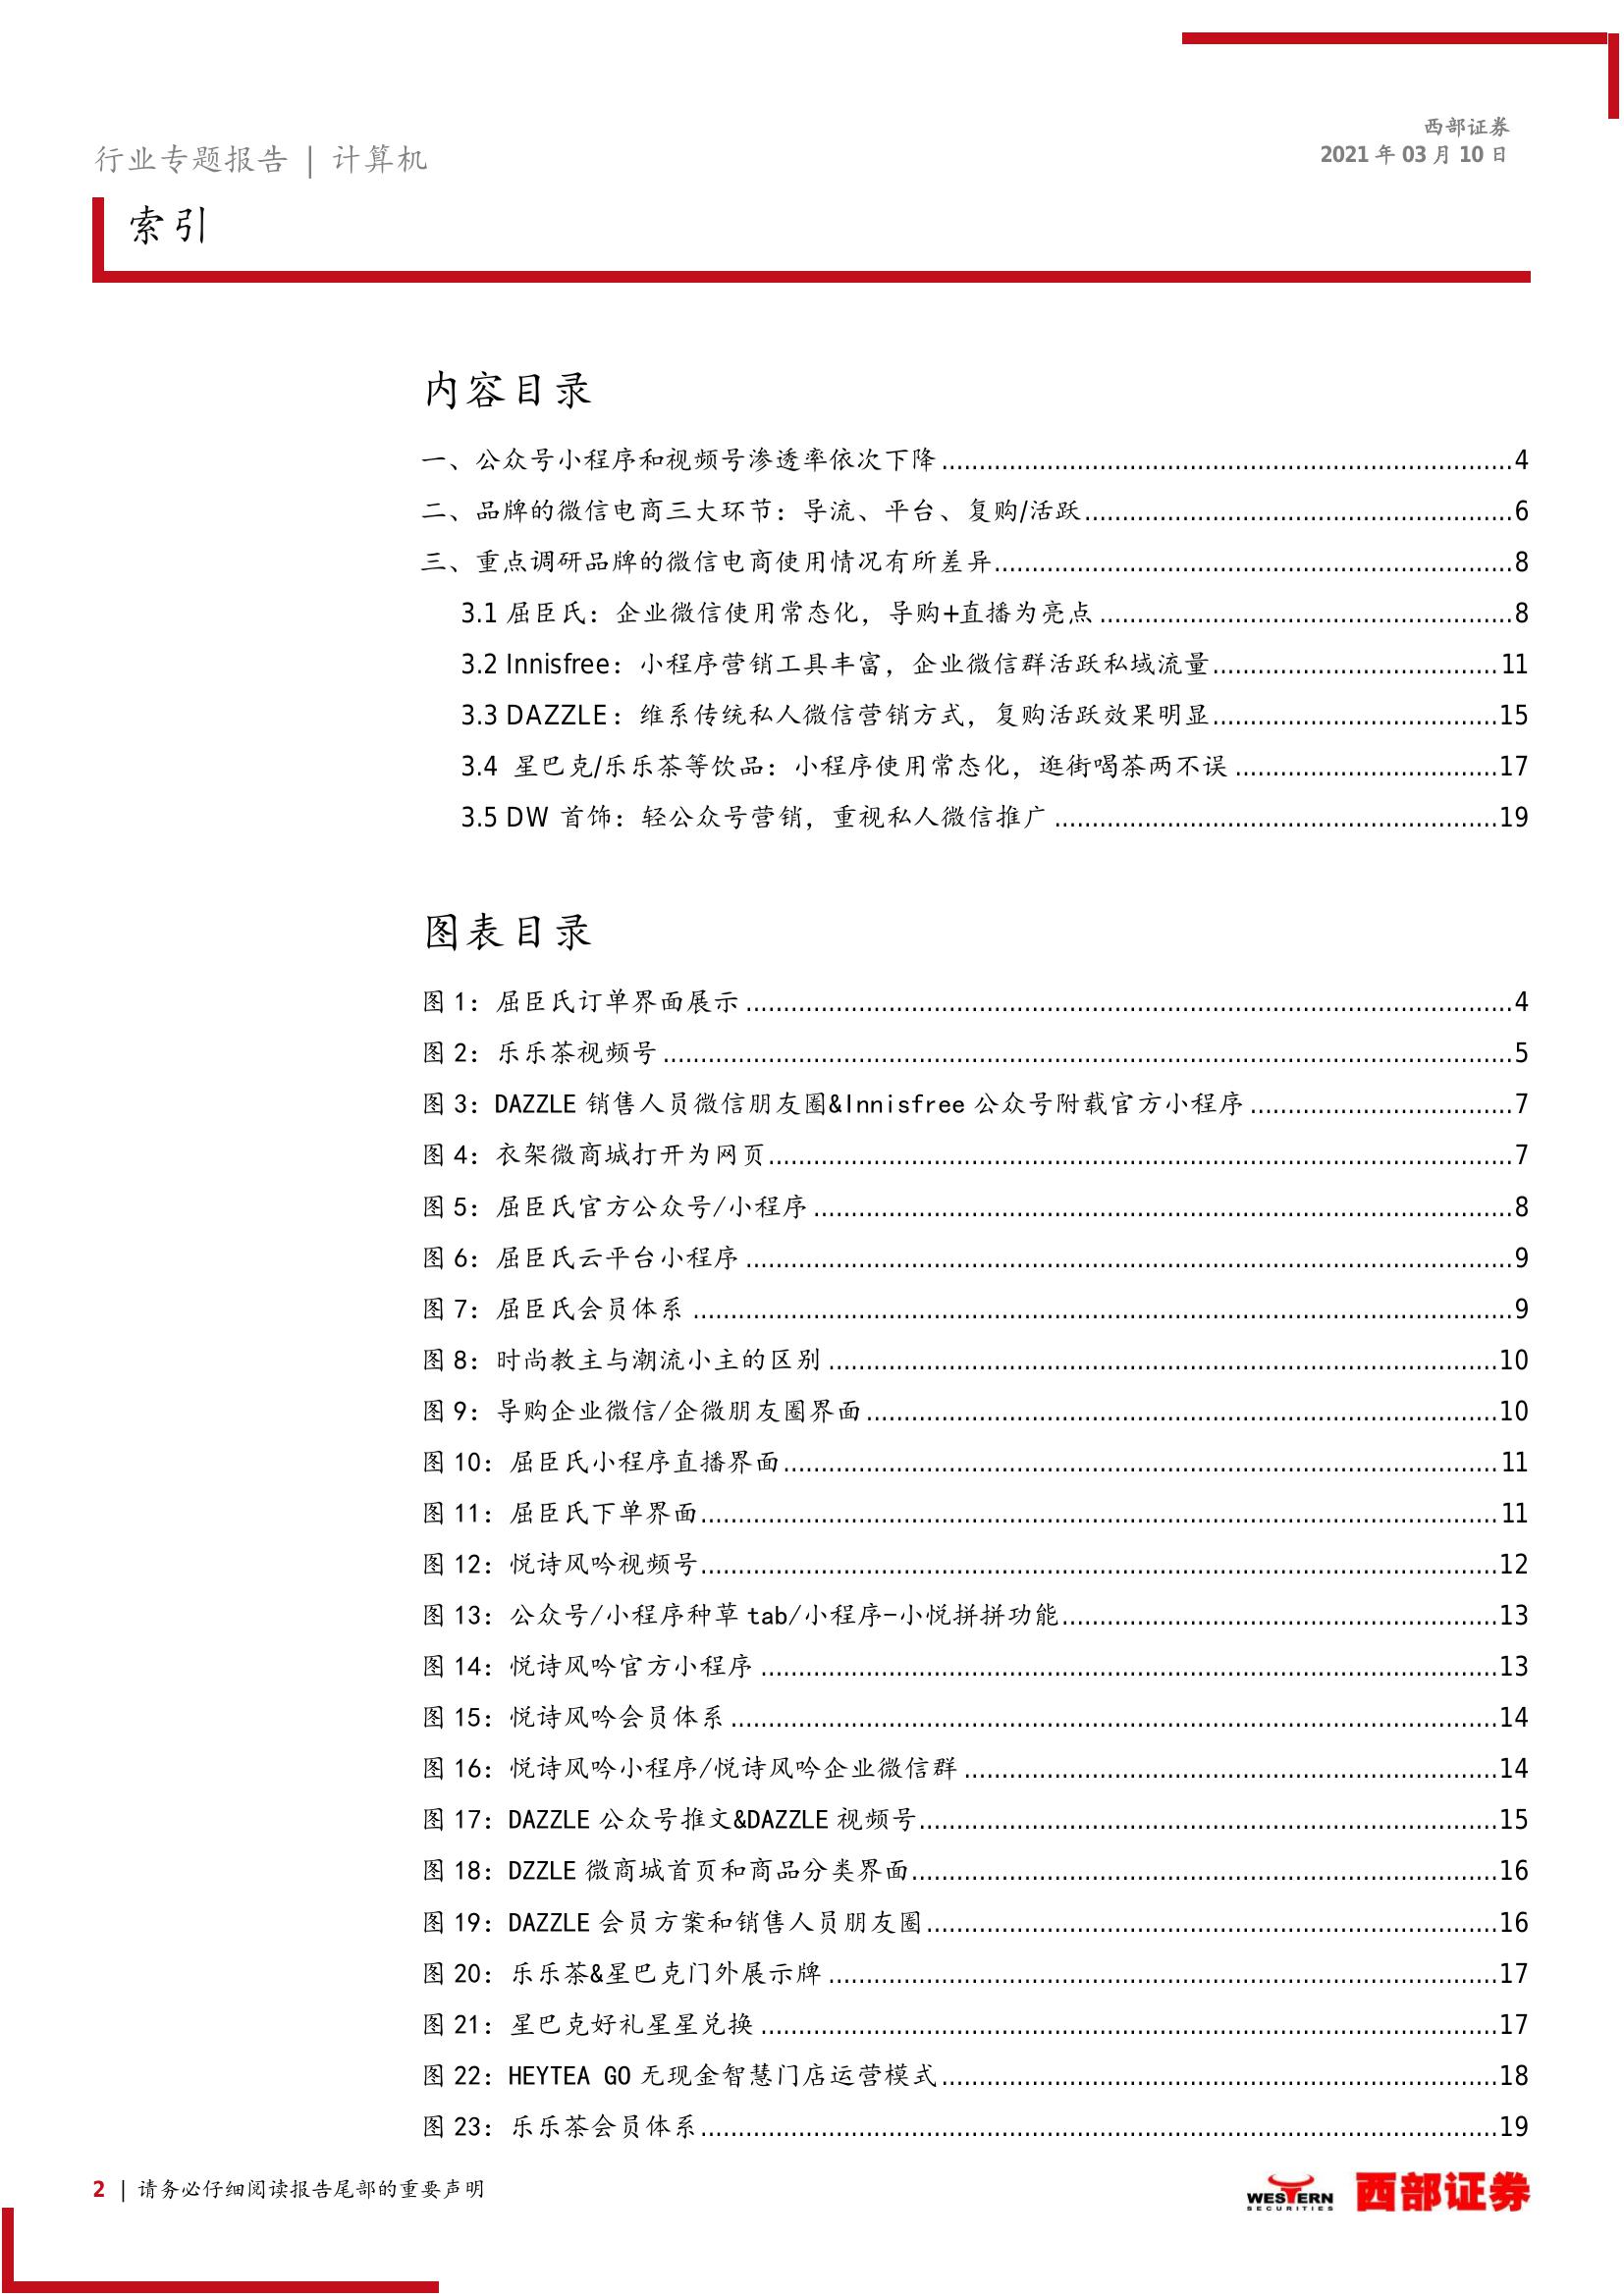 西部证券
行业专题报告 | 计算机
2021 年 03 月 10 日
索引
内容目录
一、公众号小程序和视频号渗透率依次下降 ........ 4
二、品牌的微信电商三大环节：导流、平台、复购/活跃 ........ 6
三、重点调研品牌的微信电商使用情况有所差异 ........ 8
3.1 屈臣氏：企业微信使用常态化，导购+直播为亮点 ........ 8
3.2 Innisfree：小程序营销工具丰富，企业微信群活跃私域流量 ........ 11
3.3 DAZZLE：维系传统私人微信营销方式，复购活跃效果明显 ........ 15
3.4 星巴克/乐乐茶等饮品：小程序使用常态化，逛街喝茶两不误 ........ 17
3.5 DW 首饰：轻公众号营销，重视私人微信推广 ........ 19
图表目录
图 1：屈臣氏订单界面展示 ........ 4
图 2：乐乐茶视频号 ........ 5
图 3：DAZZLE 销售人员微信朋友圈&Innisfree 公众号附载官方小程序 ........ 7
图 4：衣架微商城打开为网页 ........ 7
图 5：屈臣氏官方公众号/小程序 ........ 8
图 6：屈臣氏云平台小程序 ........ 9
图 7：屈臣氏会员体系 ........ 9
图 8：时尚教主与潮流小主的区别 ........ 10
图 9：导购企业微信/企微朋友圈界面 ........ 10
图 10：屈臣氏小程序直播界面 ........ 11
图 11：屈臣氏下单界面 ........ 11
图 12：悦诗风吟视频号 ........ 12
图 13：公众号/小程序种草 tab/小程序-小悦拼拼功能 ........ 13
图 14：悦诗风吟官方小程序 ........ 13
图 15：悦诗风吟会员体系 ........ 14
图 16：悦诗风吟小程序/悦诗风吟企业微信群 ........ 14
图 17：DAZZLE 公众号推文&DAZZLE 视频号 ........ 15
图 18：DZZLE 微商城首页和商品分类界面 ........ 16
图 19：DAZZLE 会员方案和销售人员朋友圈 ........ 16
图 20：乐乐茶&星巴克门外展示牌 ........ 17
图 21：星巴克好礼星星兑换 ........ 17
图 22：HEYTEA GO 无现金智慧门店运营模式 ........ 18
图 23：乐乐茶会员体系 ........ 19
2 | 请务必仔细阅读报告尾部的重要声明
WESTERN
SECURITIES
西部证券